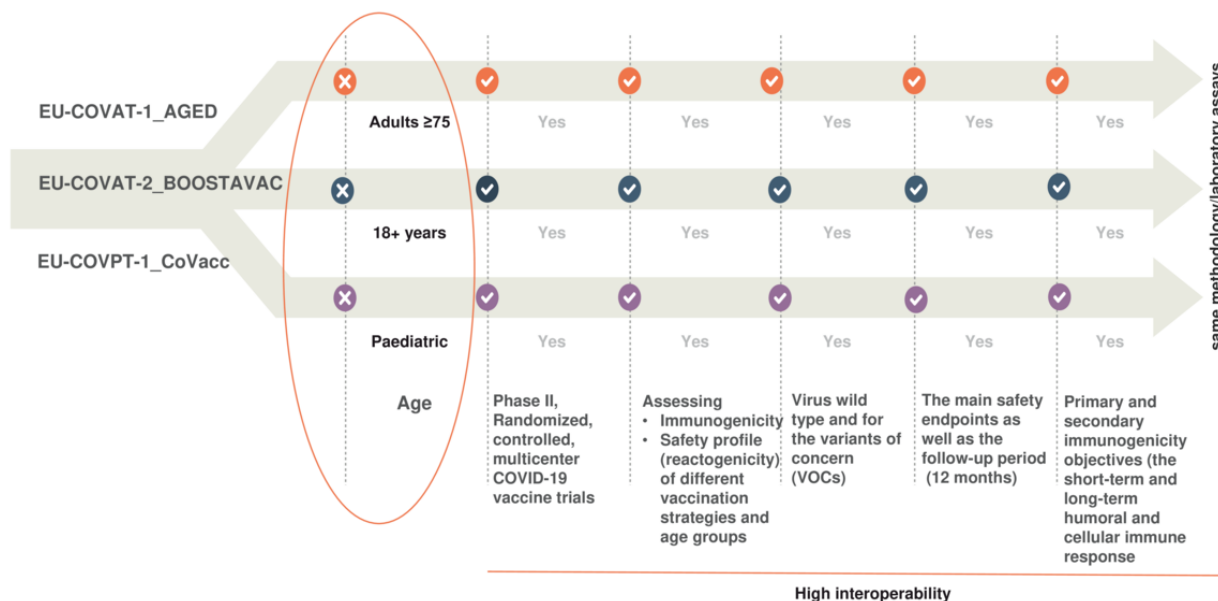 EU-COVAT-1_AGED
Adults ≥75
Yes
Yes
Yes
Yes
Yes
EU-COVAT-2_BOOSTAVAC
18+ years
Yes
Yes
Yes
Yes
Yes
EU-COVPT-1_CoVacc
Paediatric
Yes
Yes
Yes
Yes
Yes
same methodology/laboratory assays
Age
Phase II,
Randomized,
controlled,
multicenter
COVID-19
vaccine trials
Assessing
• Immunogenicity
• Safety profile
(reactogenicity)
of different
vaccination
strategies and
age groups
Virus wild
type and for
the variants of
concern
(VOCs)
The main safety
endpoints as
well as the
follow-up period
(12 months)
Primary and
secondary
immunogenicity
objectives (the
short-term and
long-term
humoral and
cellular immune
response
High interoperability